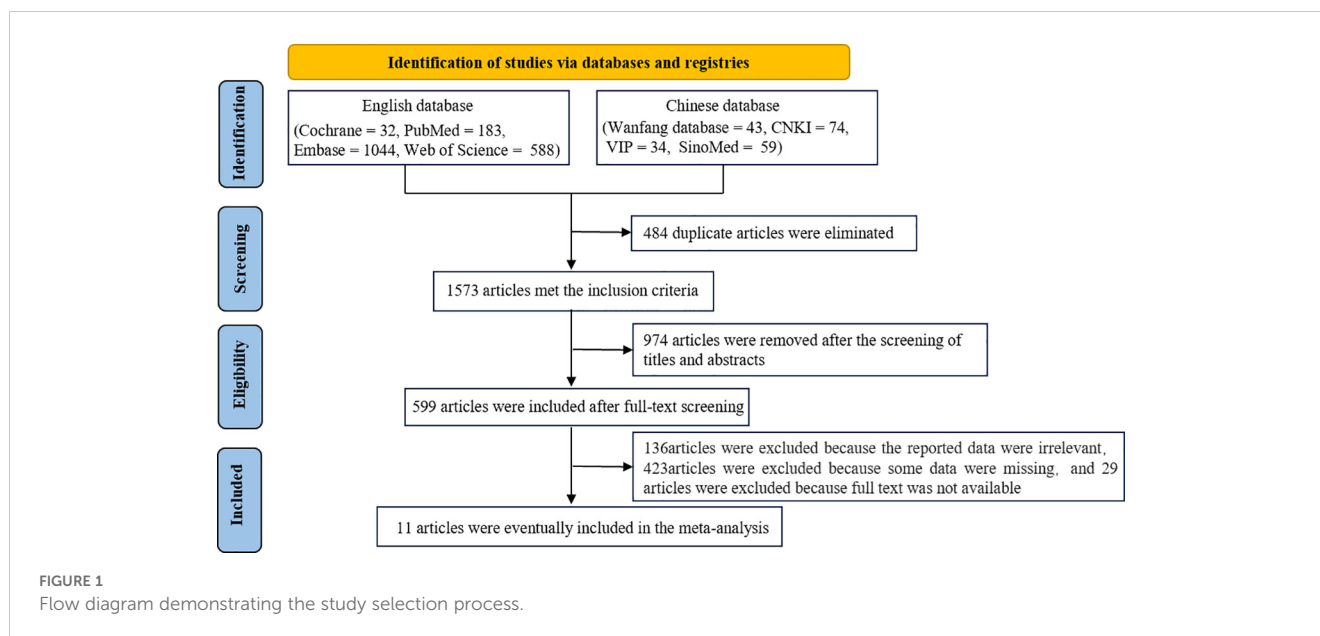 Identification of studies via databases and registries
Identification
English database
(Cochrane = 32, PubMed = 183,
Embase = 1044, Web of Science = 588)
Chinese database
(Wanfang database = 43, CNKI = 74,
VIP = 34, SinoMed = 59)
Screening
484 duplicate articles were eliminated
1573 articles met the inclusion criteria
Eligibility
974 articles were removed after the screening of
titles and abstracts
599 articles were included after full-text screening
Included
136articles were excluded because the reported data were irrelevant,
423articles were excluded because some data were missing, and 29
articles were excluded because full text was not available
11 articles were eventually included in the meta-analysis
FIGURE 1
Flow diagram demonstrating the study selection process.